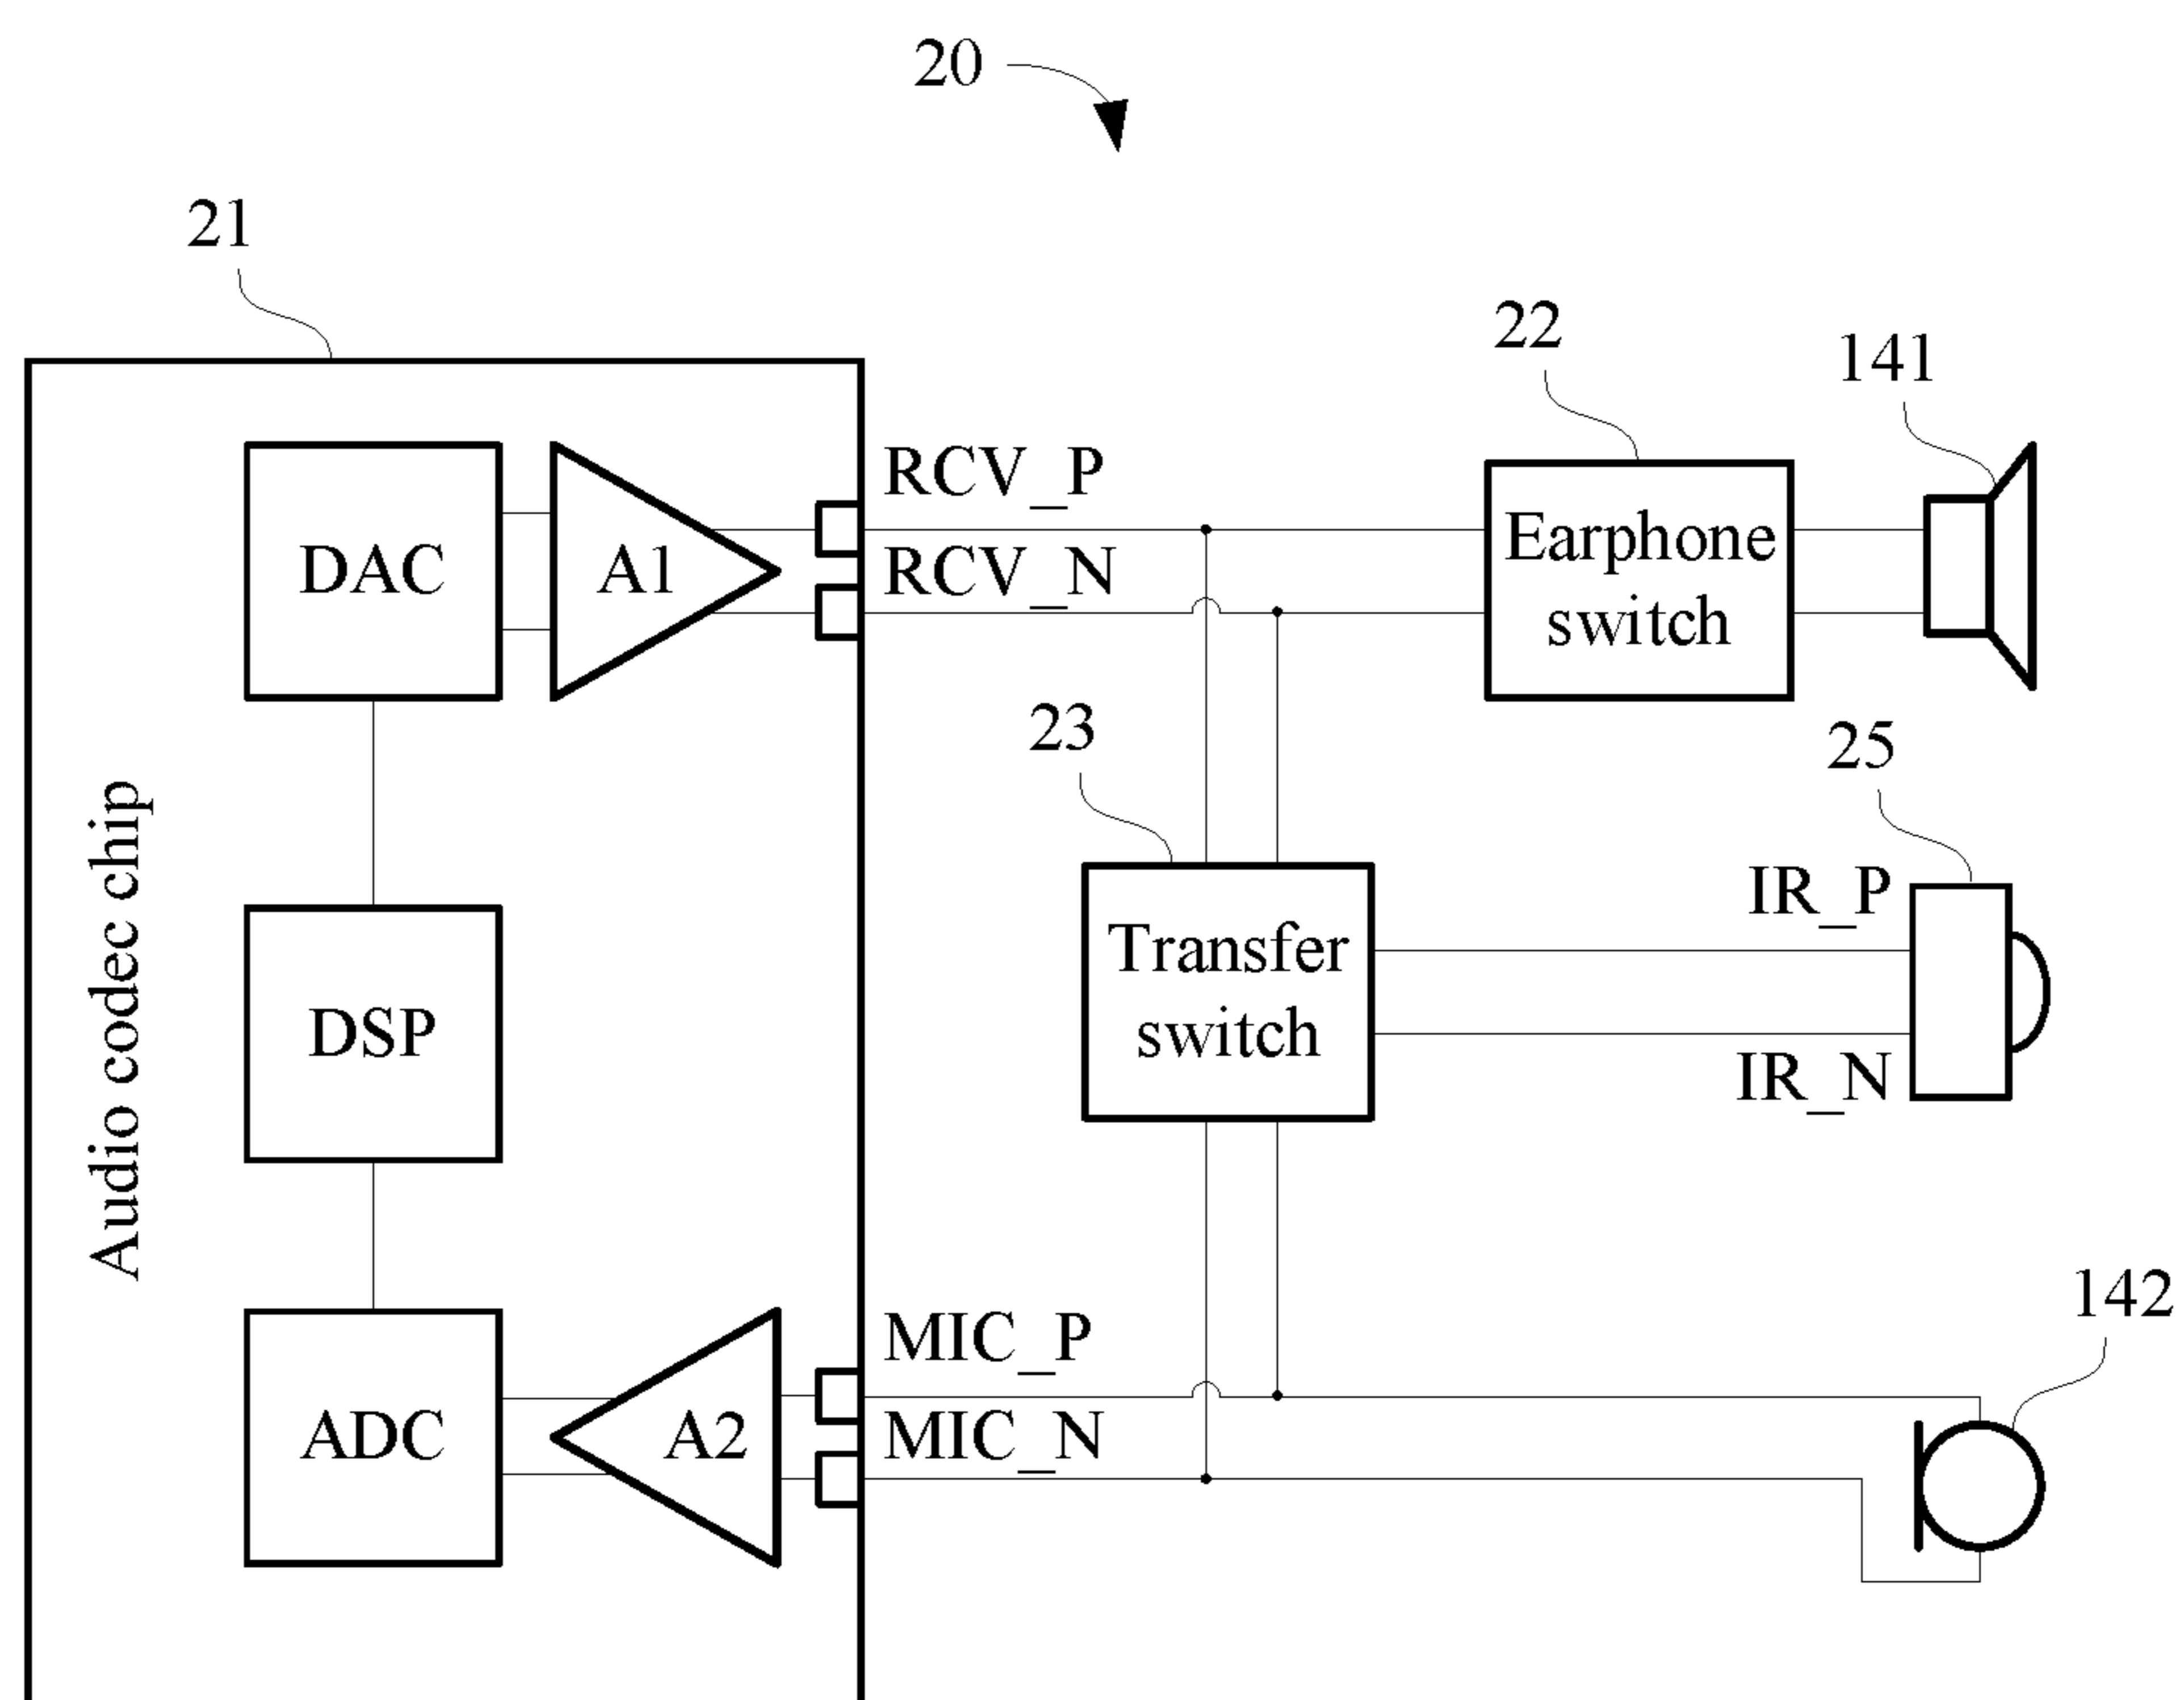 20
21
22
141
RCV_P
DAC
A1
Earphone
switch
RCV_N
23
25
Audio codec chip
IR_P
Transfer
switch
DSP
IR_N
142
MIC_P
ADC
A2
MIC_N